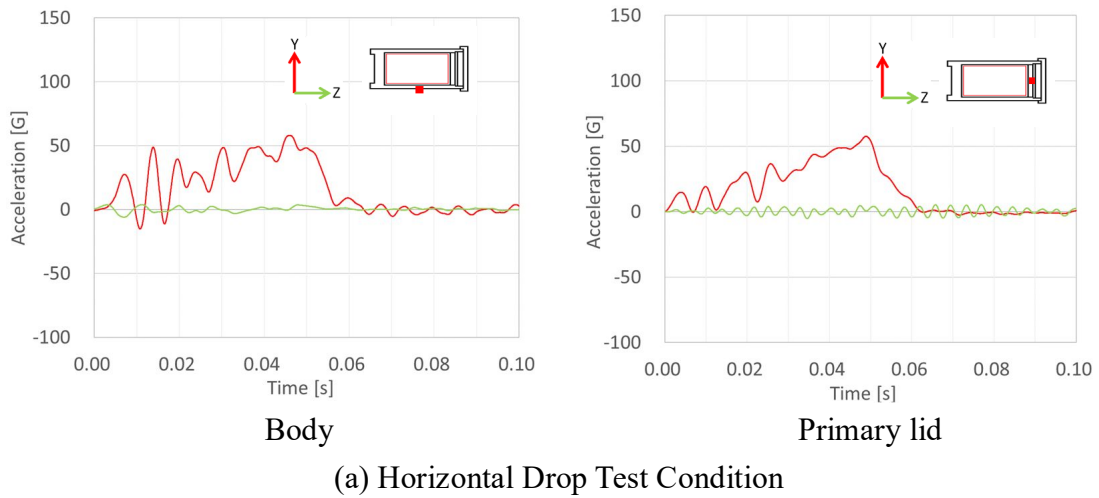 150
100
50
0
-50
-100
Acceleration [G]
Y
Z
0.00 0.02 0.04 0.06 0.08 0.10
Time [s]
Body
150
100
50
0
-50
-100
Acceleration [G]
Y
Z
0.00 0.02 0.04 0.06 0.08 0.10
Time [s]
Primary lid
(a) Horizontal Drop Test Condition